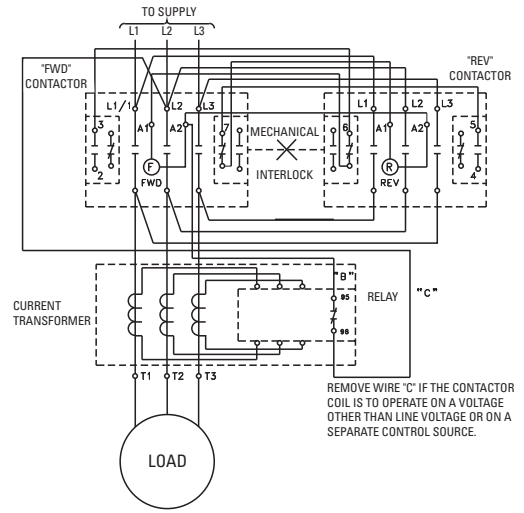 TO SUPPLY
L1 L2 L3
"FWD"
CONTACTOR
"REV"
CONTACTOR
L1/1 L2 L3
L1 L2 L3
3 A1 A2 7
MECHANICAL
6 A1 A2 5
F
FWD
INTERLOCK
R
REV
2
4
"B"
"C"
CURRENT
TRANSFORMER
95
RELAY
96
T1 T2 T3
REMOVE WIRE "C" IF THE CONTACTOR
COIL IS TO OPERATE ON A VOLTAGE
OTHER THAN LINE VOLTAGE OR ON A
SEPARATE CONTROL SOURCE.
LOAD